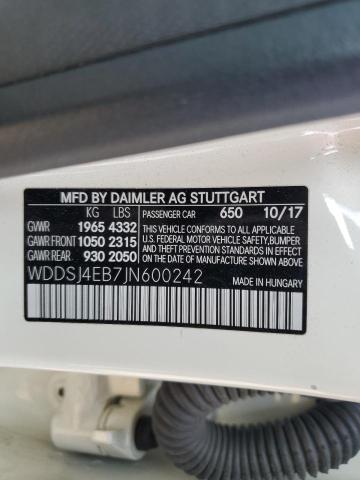 MFD BY DAIMLER AG STUTTGART
KG LBS
GVWR 1965 4332
GAWR FRONT 1050 2315
GAWR REAR 930 2050
PASSENGER CAR 650 10/17
THIS VEHICLE CONFORMS TO ALL APPLICABLE
U.S. FEDERAL MOTOR VEHICLE SAFETY, BUMPER
AND THEFT PREVENTION STANDARDS IN EFFECT
ON THE DATE OF MANUFACTURE SHOWN ABOVE.
WDDSJ4EB7JN600242
MADE IN HUNGARY